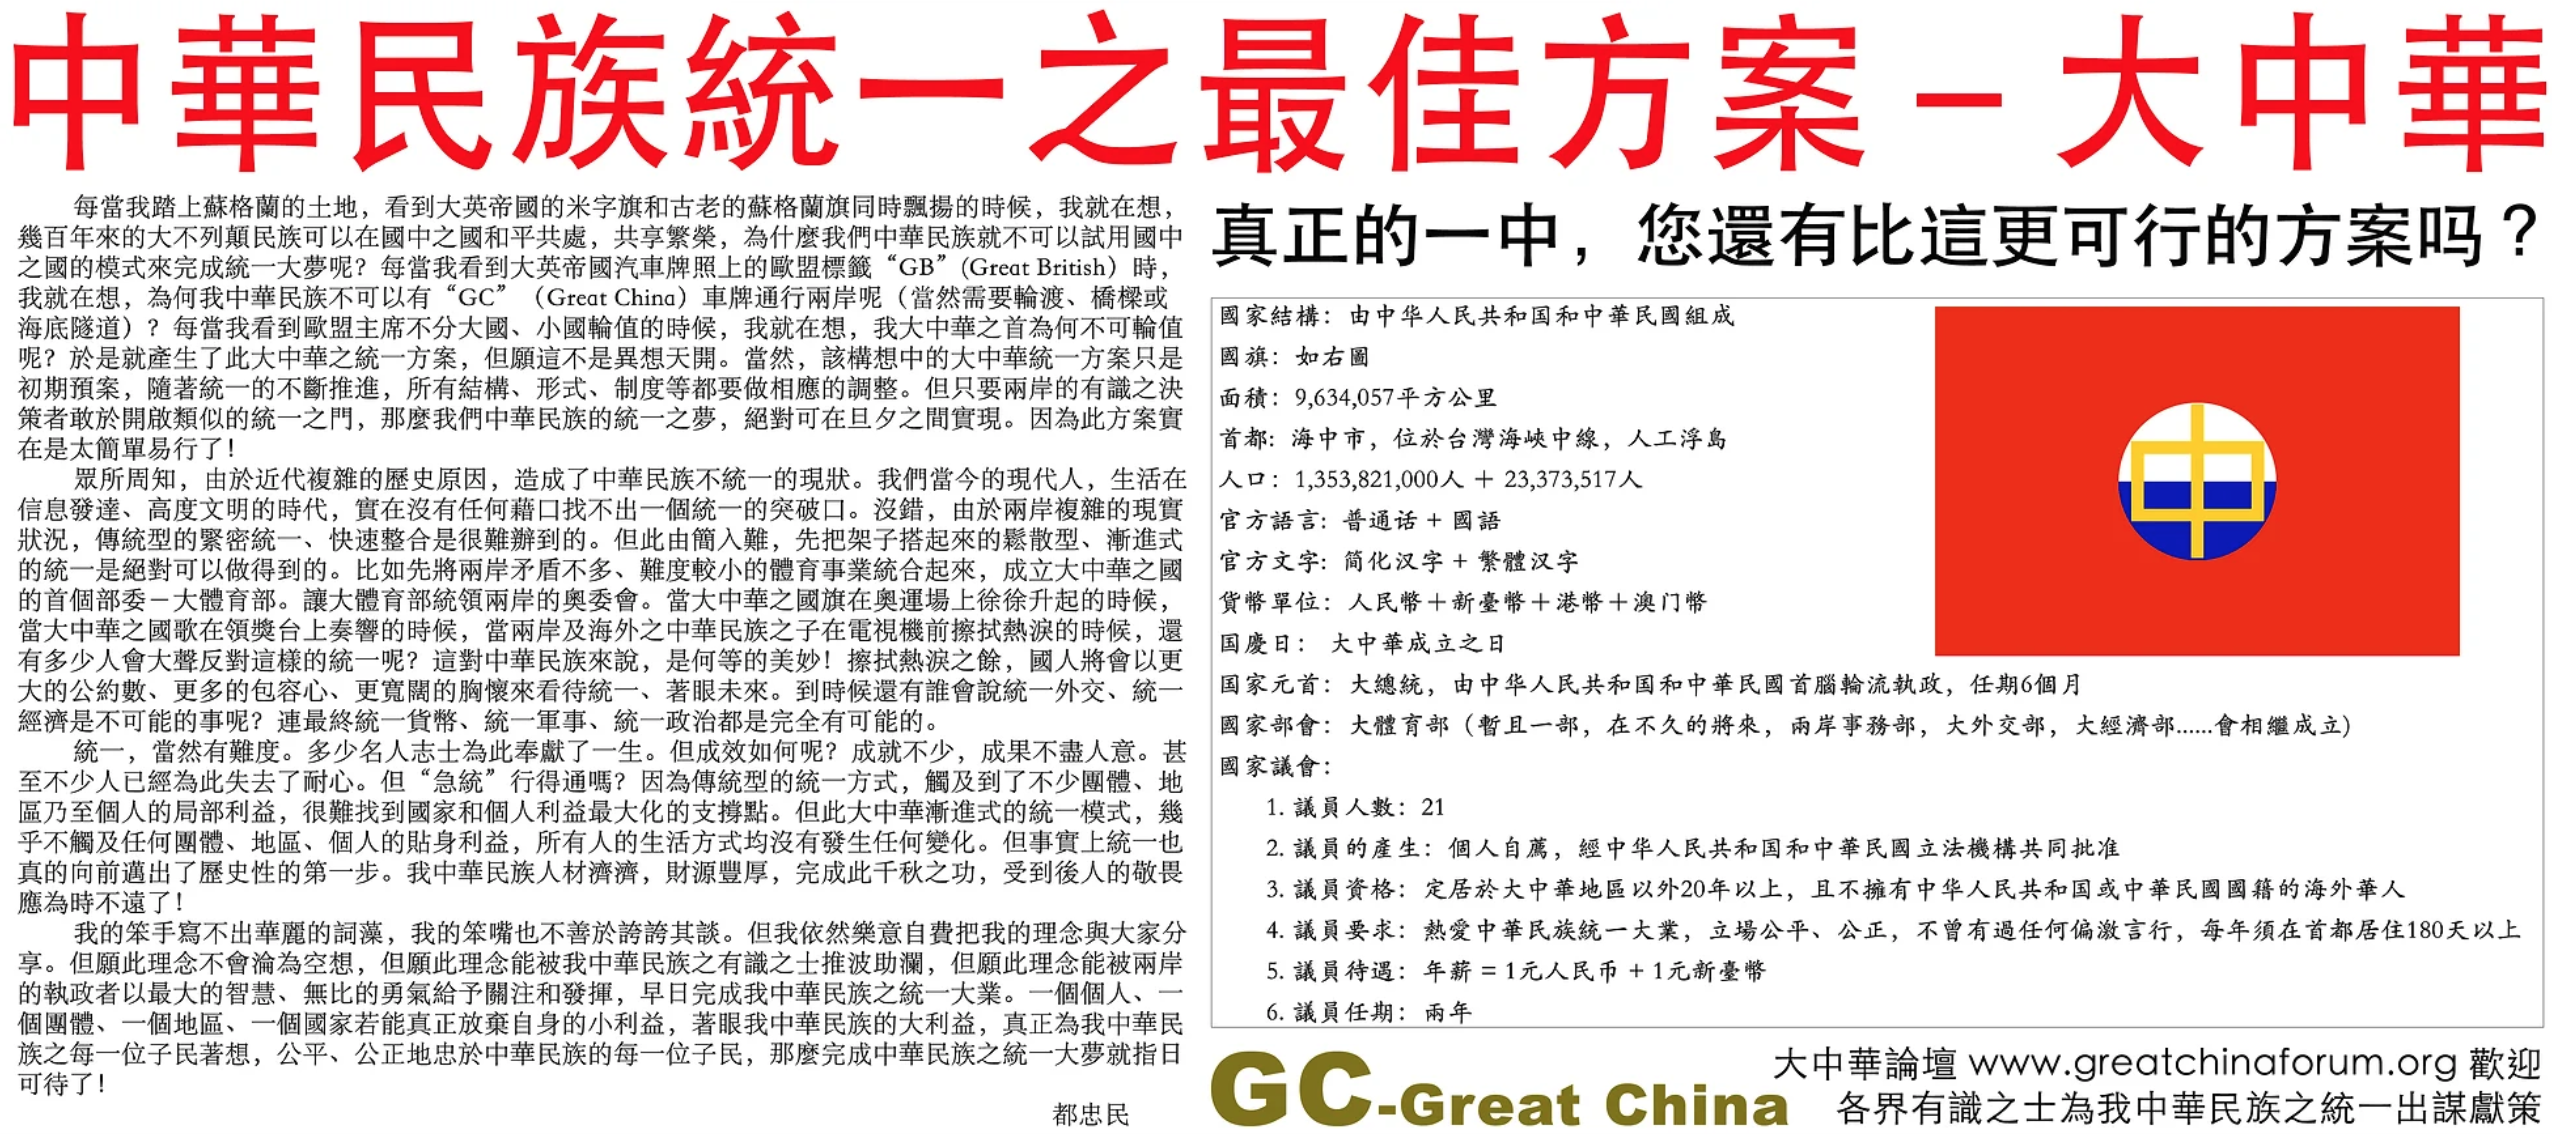 中華民族統一之最佳方案－大中華
每當我踏上蘇格蘭的土地，看到大英帝國的米字旗和古老的蘇格蘭旗同時飄揚的時候，我就在想，
幾百年來的大不列顛民族可以在國中之國和平共處，共享繁榮，為什麼我們中華民族就不可以試用國中
之國的模式來完成統一大夢呢？每當我看到大英帝國汽車牌照上的歐盟標籤“GB”(Great British）時，
我就在想，為何我中華民族不可以有“GC”（Great China）車牌通行兩岸呢（當然需要輪渡、橋樑或
海底隧道）？每當我看到歐盟主席不分大國、小國輪值的時候，我就在想，我大中華之首為何不可輪值
呢？於是就產生了此大中華之統一方案，但願這不是異想天開。當然，該構想中的大中華統一方案只是
初期預案，隨著統一的不斷推進，所有結構、形式、制度等都要做相應的調整。但只要兩岸的有識之決
策者敢於開啟類似的統一之門，那麼我們中華民族的統一之夢，絕對可在旦夕之間實現。因為此方案實
在是太簡單易行了！
眾所周知，由於近代複雜的歷史原因，造成了中華民族不統一的現狀。我們當今的現代人，生活在
信息發達、高度文明的時代，實在沒有任何藉口找不出一個統一的突破口。沒錯，由於兩岸複雜的現實
狀況，傳統型的緊密統一、快速整合是很難辦到的。但此由簡入難，先把架子搭起來的鬆散型、漸進式
的統一是絕對可以做得到的。比如先將兩岸矛盾不多、難度較小的體育事業統合起來，成立大中華之國
的首個部委－大體育部。讓大體育部統領兩岸的奧委會。當大中華之國旗在奧運場上徐徐升起的時候，
當大中華之國歌在領獎台上奏響的時候，當兩岸及海外之中華民族之子在電視機前擦拭熱淚的時候，還
有多少人會大聲反對這樣的統一呢？這對中華民族來說，是何等的美妙！擦拭熱淚之餘，國人將會以更
大的公約數、更多的包容心、更寬闊的胸懷來看待統一、著眼未來。到時候還有誰會說統一外交、統一
經濟是不可能的事呢？連最終統一貨幣、統一軍事、統一政治都是完全有可能的。
統一，當然有難度。多少名人志士為此奉獻了一生。但成效如何呢？成就不少，成果不盡人意。甚
至不少人已經為此失去了耐心。但“急統”行得通嗎？因為傳統型的統一方式，觸及到了不少團體、地
區乃至個人的局部利益，很難找到國家和個人利益最大化的支撐點。但此大中華漸進式的統一模式，幾
乎不觸及任何團體、地區、個人的貼身利益，所有人的生活方式均沒有發生任何變化。但事實上統一也
真的向前邁出了歷史性的第一步。我中華民族人材濟濟，財源豐厚，完成此千秋之功，受到後人的敬畏
應為時不遠了！
我的笨手寫不出華麗的詞藻，我的笨嘴也不善於誇誇其談。但我依然樂意自費把我的理念與大家分
享。但願此理念不會淪為空想，但願此理念能被我中華民族之有識之士推波助瀾，但願此理念能被兩岸
的執政者以最大的智慧、無比的勇氣給予關注和發揮，早日完成我中華民族之統一大業。一個個人、一
個團體、一個地區、一個國家若能真正放棄自身的小利益，著眼我中華民族的大利益，真正為我中華民
族之每一位子民著想，公平、公正地忠於中華民族的每一位子民，那麼完成中華民族之統一大夢就指日
可待了！
都忠民
真正的一中，您還有比這更可行的方案吗？
國家結構：由中华人民共和国和中華民國組成
國旗：如右圖
面積：9,634,057平方公里
首都：海中市，位於台灣海峽中線，人工浮島
人口：1,353,821,000人 + 23,373,517人
官方語言：普通话 + 國語
官方文字：简化汉字 + 繁體汉字
貨幣單位：人民幣＋新臺幣＋港幣＋澳门幣
国慶日：大中華成立之日
国家元首：大總統，由中华人民共和国和中華民國首腦輪流執政，任期6個月
國家部會：大體育部（暫且一部，在不久的將來，兩岸事務部，大外交部，大經濟部......會相繼成立）
國家議會：
1. 議員人數：21
2. 議員的產生：個人自薦，經中华人民共和国和中華民國立法機構共同批准
3. 議員資格：定居於大中華地區以外20年以上，且不擁有中华人民共和国或中華民國國籍的海外華人
4. 議員要求：熱愛中華民族統一大業，立場公平、公正，不曾有過任何偏激言行，每年須在首都居住180天以上
5. 議員待遇：年薪 = 1元人民币 + 1元新臺幣
6. 議員任期：兩年
中
GC-Great China
大中華論壇 www.greatchinaforum.org 歡迎
各界有識之士為我中華民族之統一出謀獻策